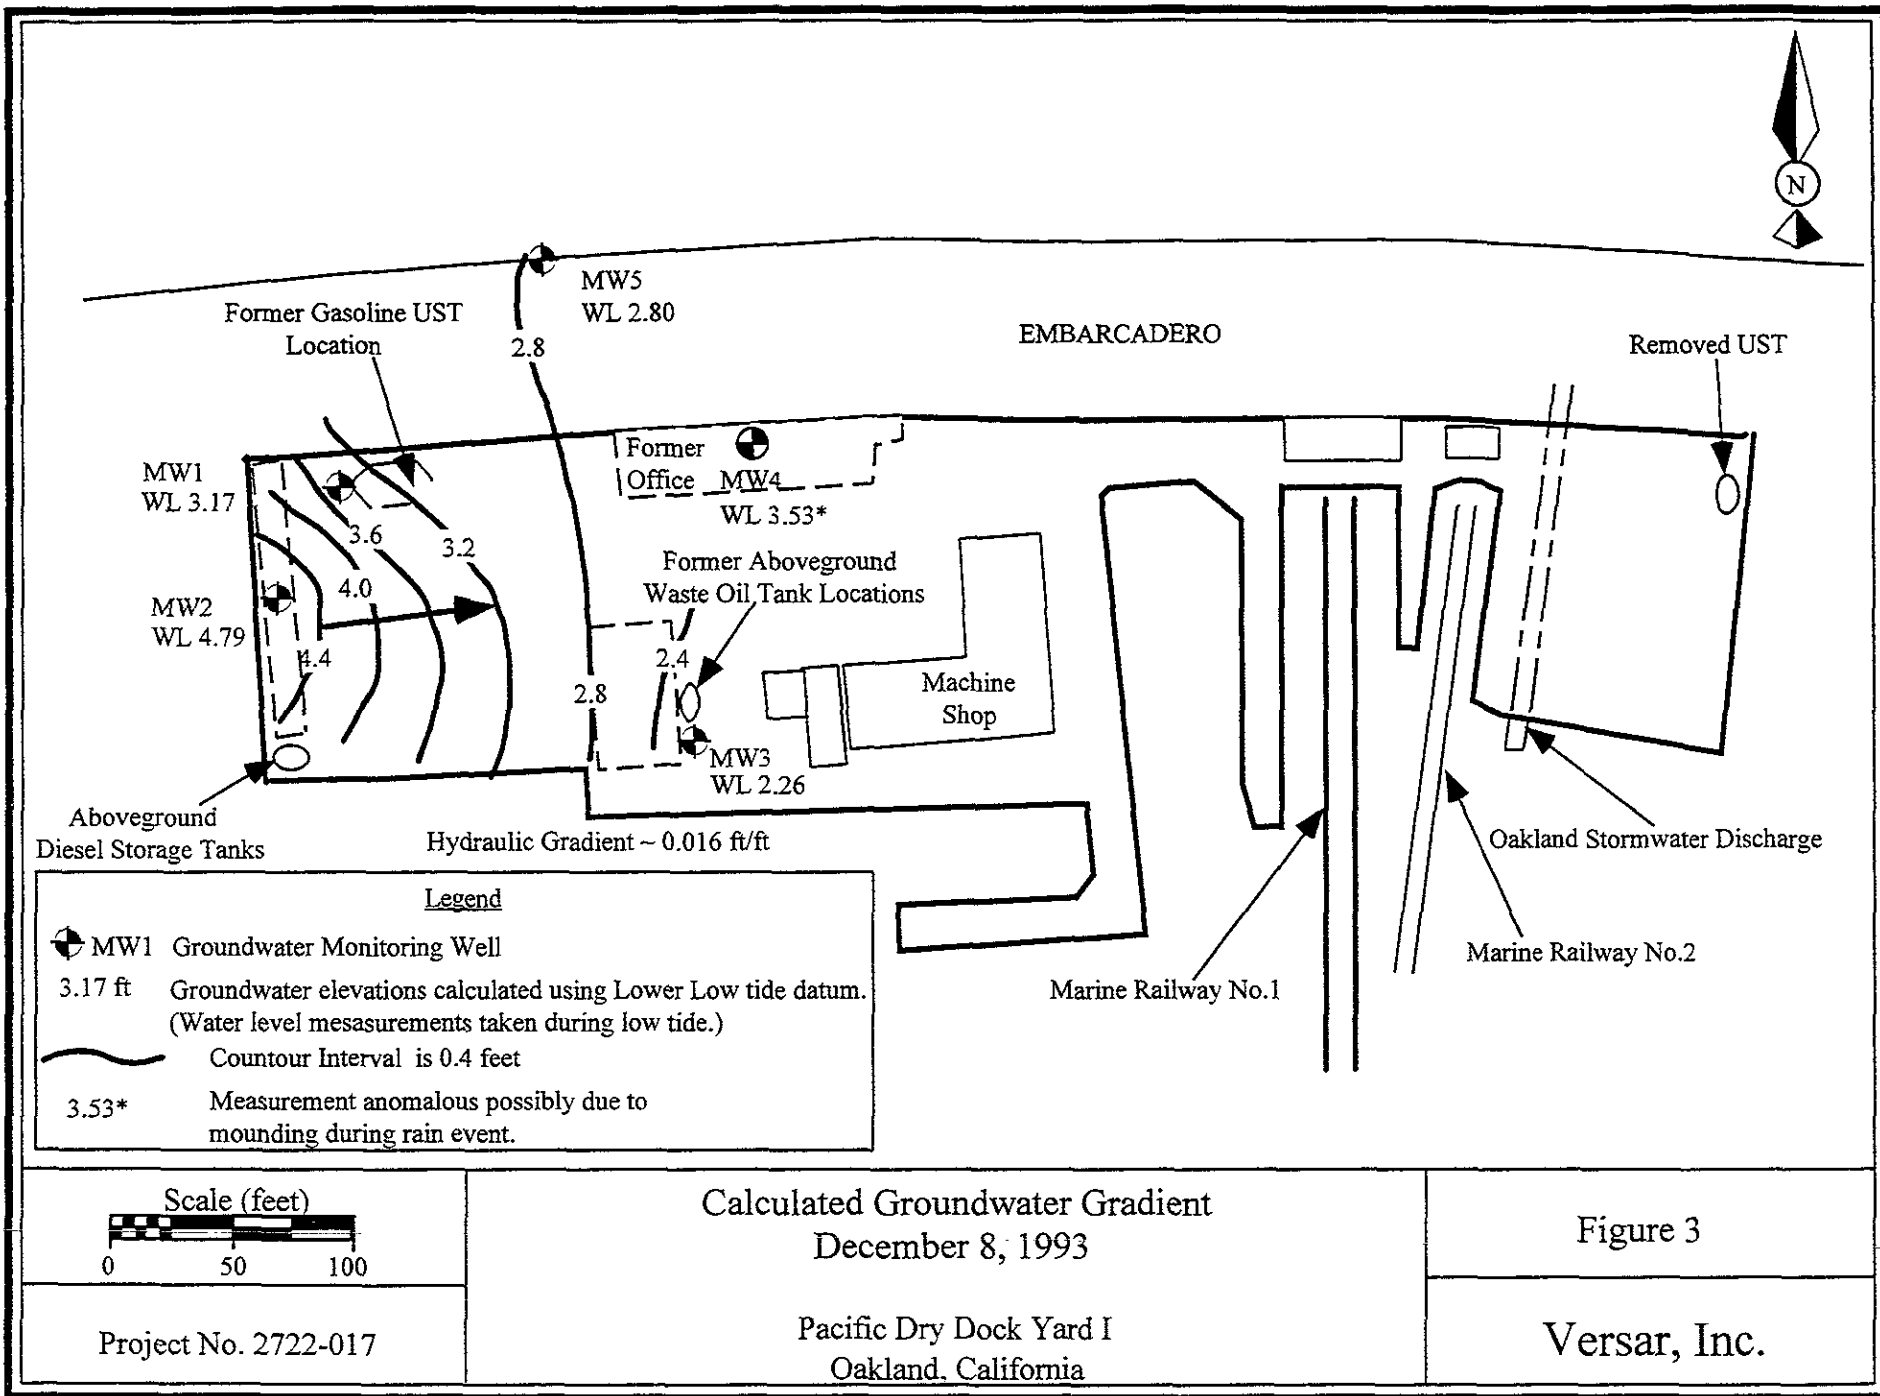 N
MW5
WL 2.80
Former Gasoline UST
Location
2.8
EMBARCADERO
Removed UST
MW1
WL 3.17
Former
Office
MW4
WL 3.53*
3.6
3.2
4.0
Former Aboveground
Waste Oil Tank Locations
MW2
WL 4.79
4.4
2.4
2.8
Machine
Shop
MW3
WL 2.26
Aboveground
Diesel Storage Tanks
Hydraulic Gradient ~ 0.016 ft/ft
Oakland Stormwater Discharge
Marine Railway No.2
Marine Railway No.1
Legend
MW1 Groundwater Monitoring Well
3.17 ft Groundwater elevations calculated using Lower Low tide datum.
(Water level mesasurements taken during low tide.)
Countour Interval is 0.4 feet
3.53* Measurement anomalous possibly due to
mounding during rain event.
Scale (feet)
0 50 100
Project No. 2722-017
Calculated Groundwater Gradient
December 8, 1993
Pacific Dry Dock Yard I
Oakland, California
Figure 3
Versar, Inc.